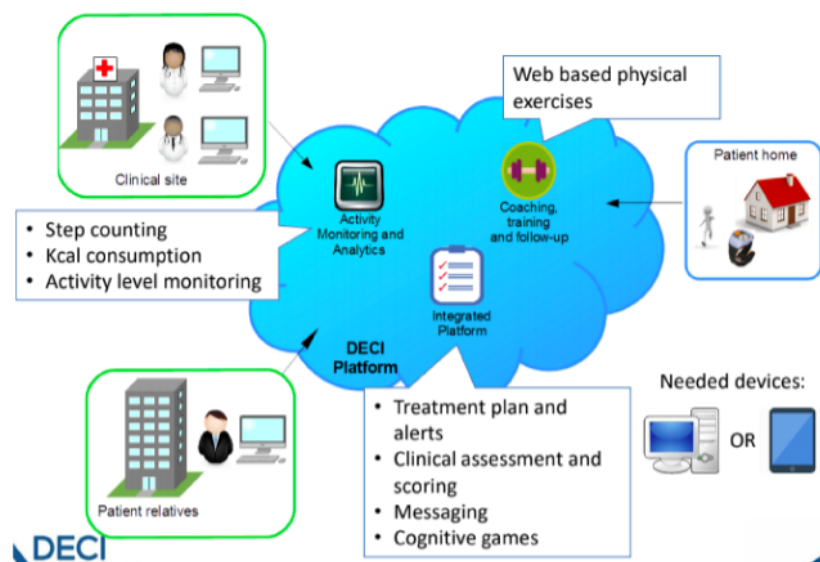 Web based physical
exercises
Clinical site
Patient home
Activity
Monitoring and
Analytics
Coaching,
training
and follow-up
• Step counting
• Kcal consumption
• Activity level monitoring
Integrated
Platform
DECI
Platform
Needed devices:
OR
• Treatment plan and
alerts
• Clinical assessment and
scoring
• Messaging
• Cognitive games
Patient relatives
DECI